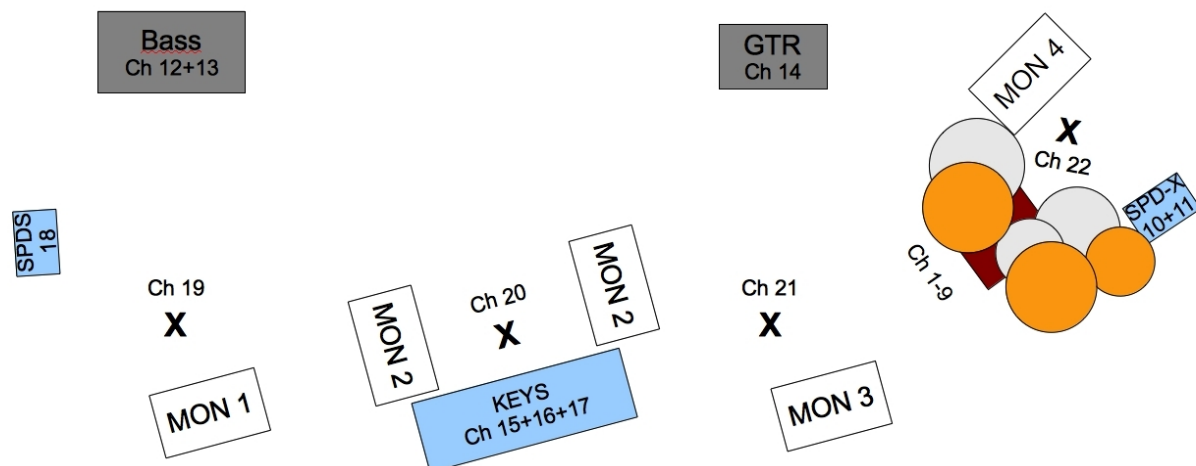 Bass
Ch 12+13
GTR
Ch 14
MON 4
X
Ch 22
SPD-X
10+11
SPDS
18
Ch 1-9
Ch 19
X
Ch 20
X
Ch 21
X
MON 2
MON 2
MON 1
KEYS
Ch 15+16+17
MON 3